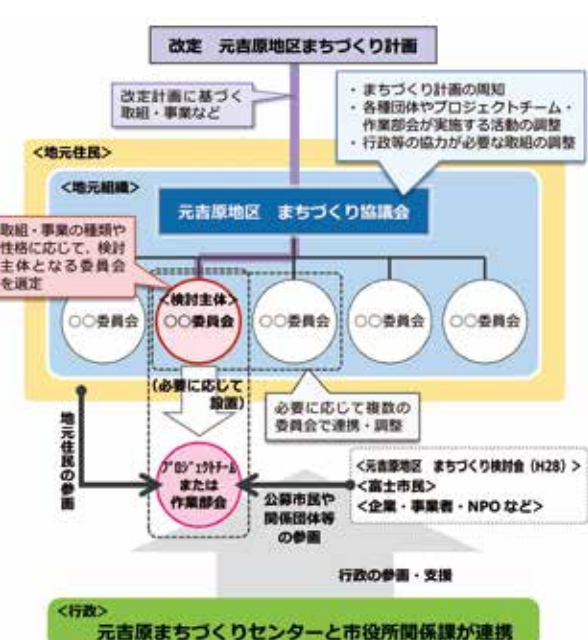 改定 元吉原地区まちづくり計画
改定計画に基づく
取組・事業など
・まちづくり計画の周知
・各種団体やプロジェクトチーム・
作業部会が実施する活動の調整
・行政等の協力が必要な取組の調整
<地元住民>
<地元組織>
元吉原地区 まちづくり協議会
取組・事業の種類や
性格に応じて、検討
主体となる委員会
を選定
○○委員会
<検討主体>
○○委員会
○○委員会
○○委員会
○○委員会
(必要に応じて
設置)
必要に応じて複数の
委員会で連携・調整
地元住民の参画
プロジェクトチーム
または
作業部会
公募市民や
関係団体等
の参画
<元吉原地区 まちづくり検討会(H28)>
<富士市民>
<企業・事業者・NPOなど>
行政の参画・支援
<行政>
元吉原まちづくりセンターと市役所関係課が連携